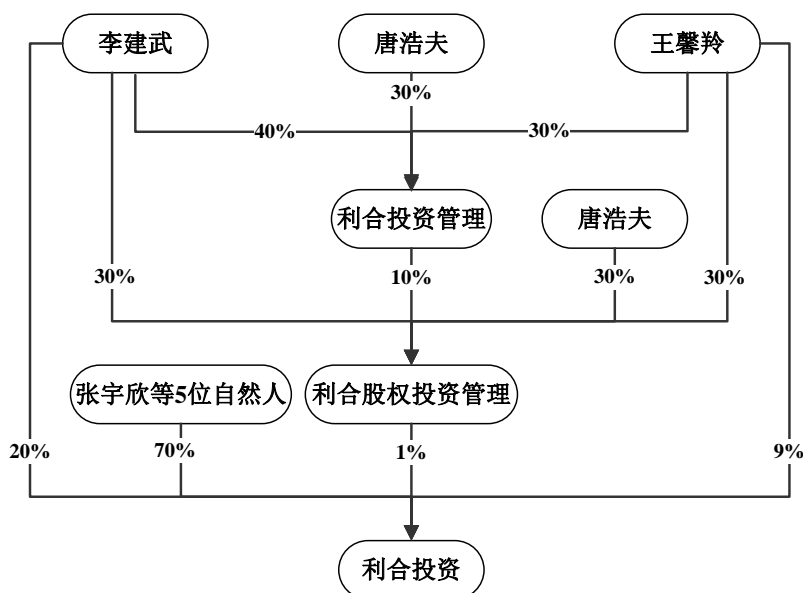 李建武
唐浩夫
王馨羚
30%
40%
30%
利合投资管理
唐浩夫
30%
10%
30%
30%
张宇欣等5位自然人
利合股权投资管理
20%
70%
1%
9%
利合投资